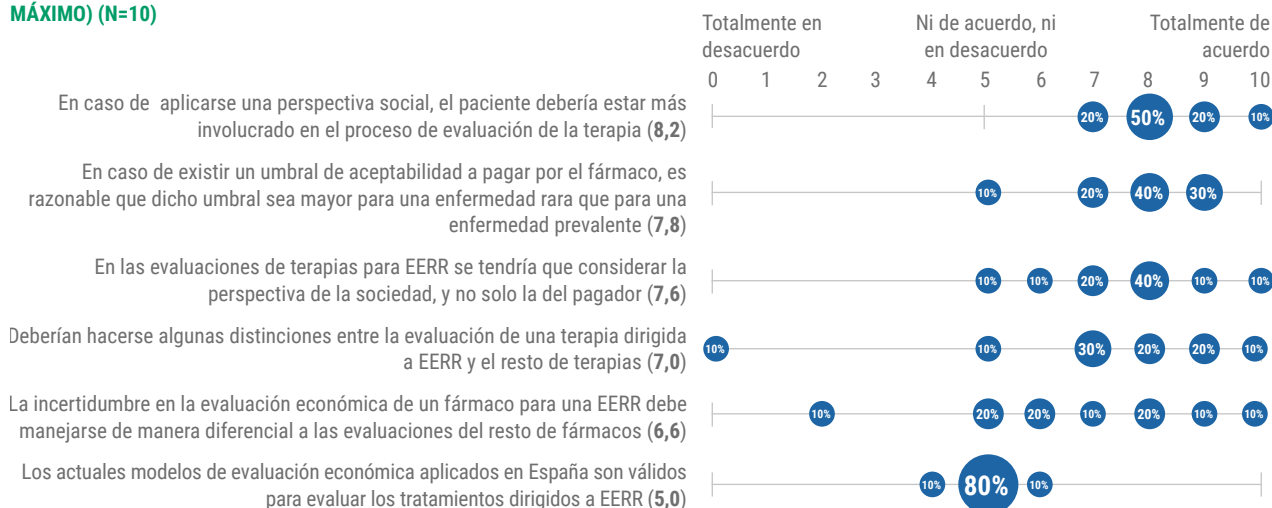 MÁXIMO) (N=10)
Totalmente en
desacuerdo
Ni de acuerdo, ni
en desacuerdo
Totalmente de
acuerdo
0 1 2 3 4 5 6 7 8 9 10
En caso de aplicarse una perspectiva social, el paciente debería estar más
involucrado en el proceso de evaluación de la terapia (8,2)
20% 50% 20% 10%
En caso de existir un umbral de aceptabilidad a pagar por el fármaco, es
razonable que dicho umbral sea mayor para una enfermedad rara que para una
enfermedad prevalente (7,8)
10% 20% 40% 30%
En las evaluaciones de terapias para EERR se tendría que considerar la
perspectiva de la sociedad, y no solo la del pagador (7,6)
10% 10% 20% 40% 10% 10%
Deberían hacerse algunas distinciones entre la evaluación de una terapia dirigida
a EERR y el resto de terapias (7,0)
10% 10% 30% 20% 20% 10%
La incertidumbre en la evaluación económica de un fármaco para una EERR debe
manejarse de manera diferencial a las evaluaciones del resto de fármacos (6,6)
10% 20% 20% 10% 20% 10% 10%
Los actuales modelos de evaluación económica aplicados en España son válidos
para evaluar los tratamientos dirigidos a EERR (5,0)
10% 80% 10%